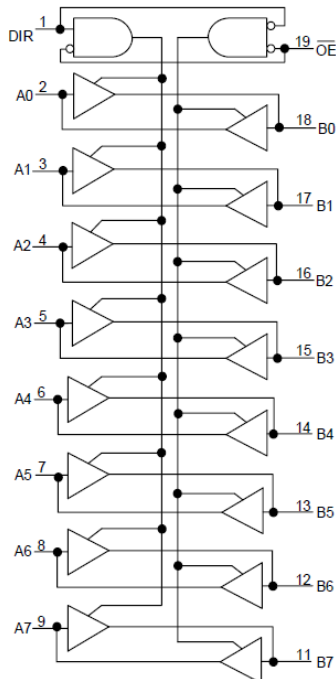 DIR 1
19 OE
A0 2
18 B0
A1 3
17 B1
A2 4
16 B2
A3 5
15 B3
A4 6
14 B4
A5 7
13 B5
A6 8
12 B6
A7 9
11 B7